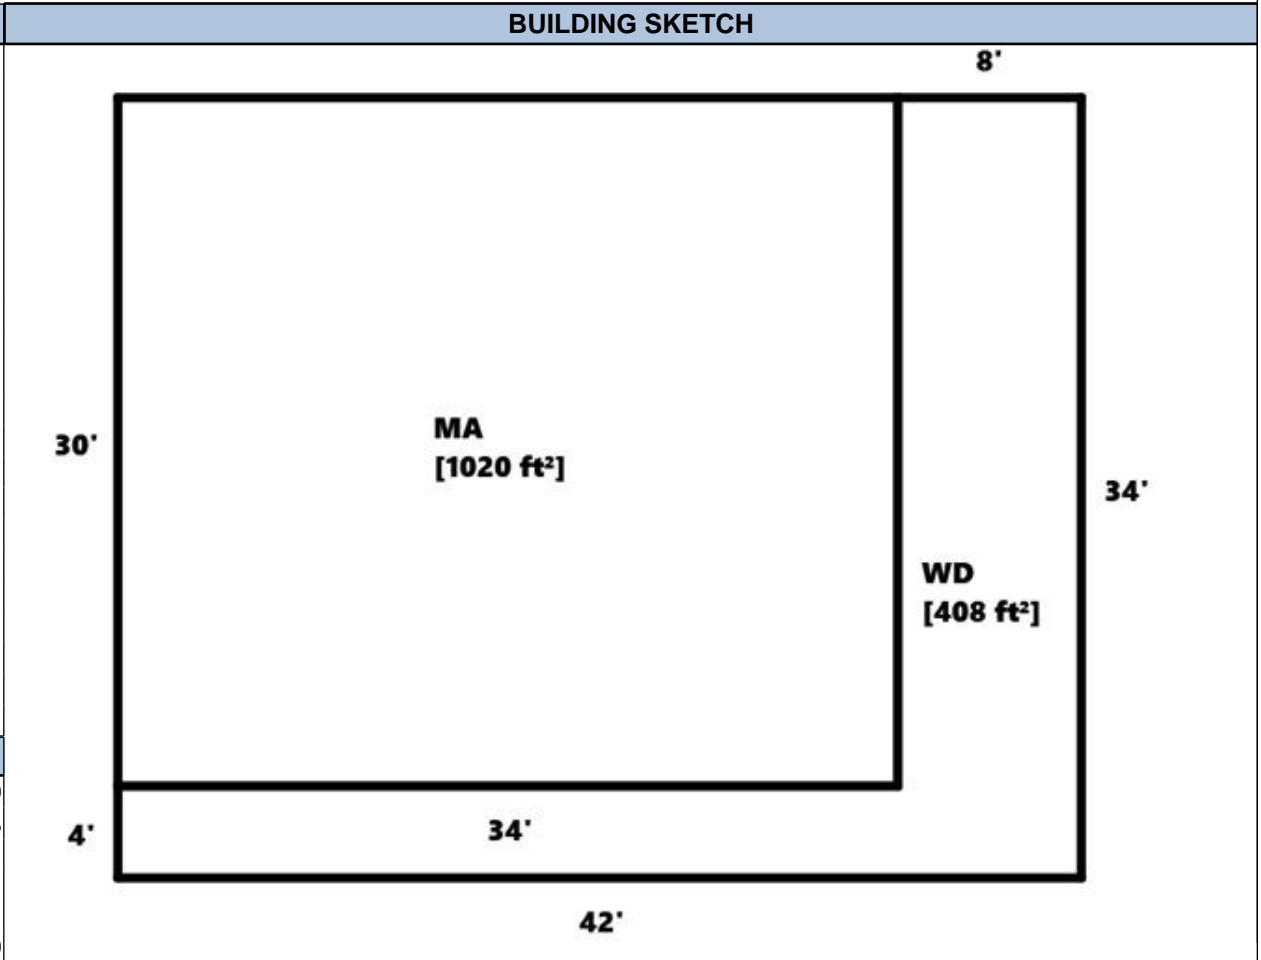 BUILDING SKETCH
8'
30'
MA
[1020 ft²]
34'
WD
[408 ft²]
4'
34'
42'